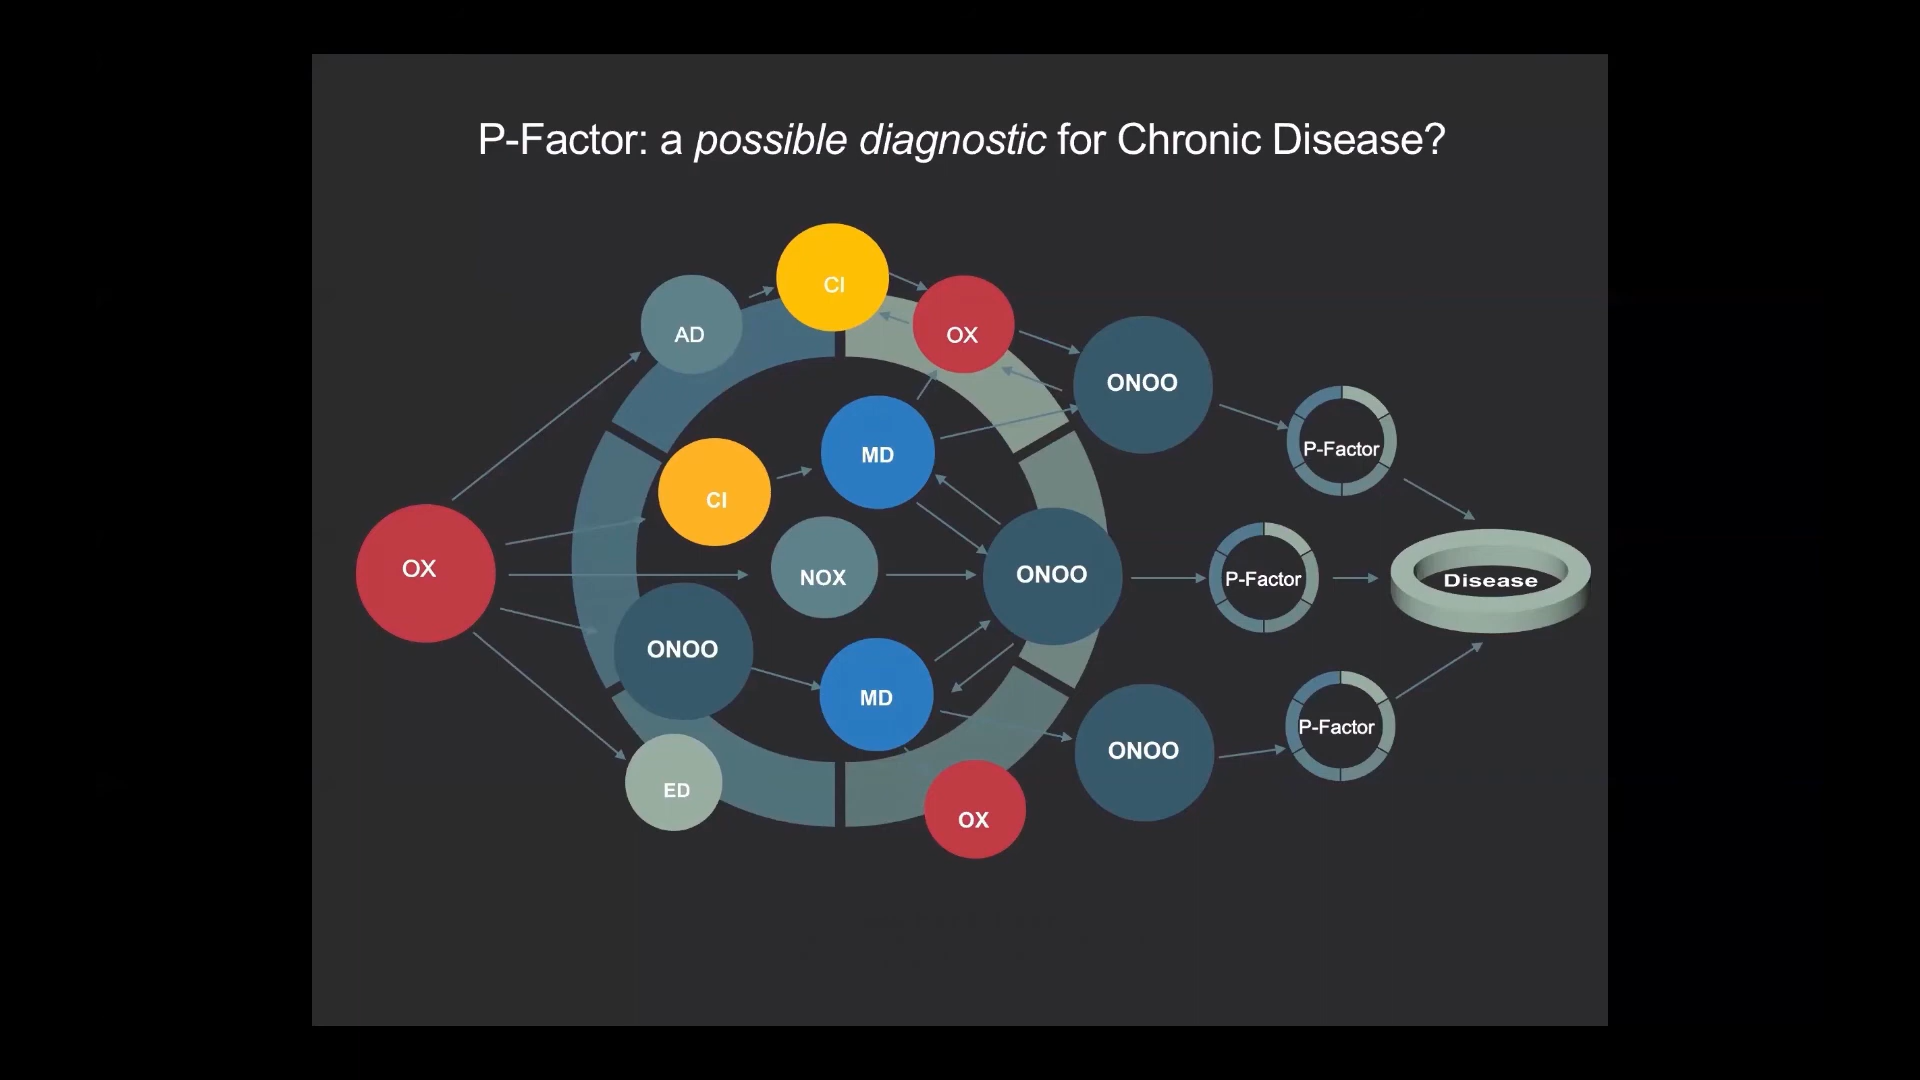 P-Factor: a possible diagnostic for Chronic Disease?
CI
AD
OX
ONOO
MD
P-Factor
CI
OX
NOX
ONOO
P-Factor
Disease
ONOO
MD
ONOO
P-Factor
ED
OX